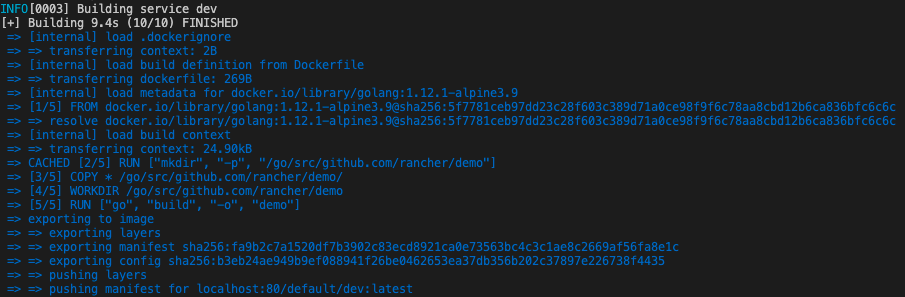 INFO[0003] Building service dev
[+] Building 9.4s (10/10) FINISHED
=> [internal] load .dockerignore
=> => transferring context: 2B
=> [internal] load build definition from Dockerfile
=> => transferring dockerfile: 269B
=> [internal] load metadata for docker.io/library/golang:1.12.1-alpine3.9
=> [1/5] FROM docker.io/library/golang:1.12.1-alpine3.9@sha256:5f7781ceb97dd23c28f603c389d71a0ce98f9f6c78aa8cbd12b6ca836bfc6c6c
=> => resolve docker.io/library/golang:1.12.1-alpine3.9@sha256:5f7781ceb97dd23c28f603c389d71a0ce98f9f6c78aa8cbd12b6ca836bfc6c6c
=> [internal] load build context
=> => transferring context: 24.90kB
=> CACHED [2/5] RUN ["mkdir", "-p", "/go/src/github.com/rancher/demo"]
=> [3/5] COPY * /go/src/github.com/rancher/demo/
=> [4/5] WORKDIR /go/src/github.com/rancher/demo
=> [5/5] RUN ["go", "build", "-o", "demo"]
=> exporting to image
=> => exporting layers
=> => exporting manifest sha256:fa9b2c7a1520df7b3902c83ecd8921ca0e73563bc4c3c1ae8c2669af56fa8e1c
=> => exporting config sha256:b3eb24ae949b9ef088941f26be0462653ea37db356b202c37897e226738f4435
=> => pushing layers
=> => pushing manifest for localhost:80/default/dev:latest